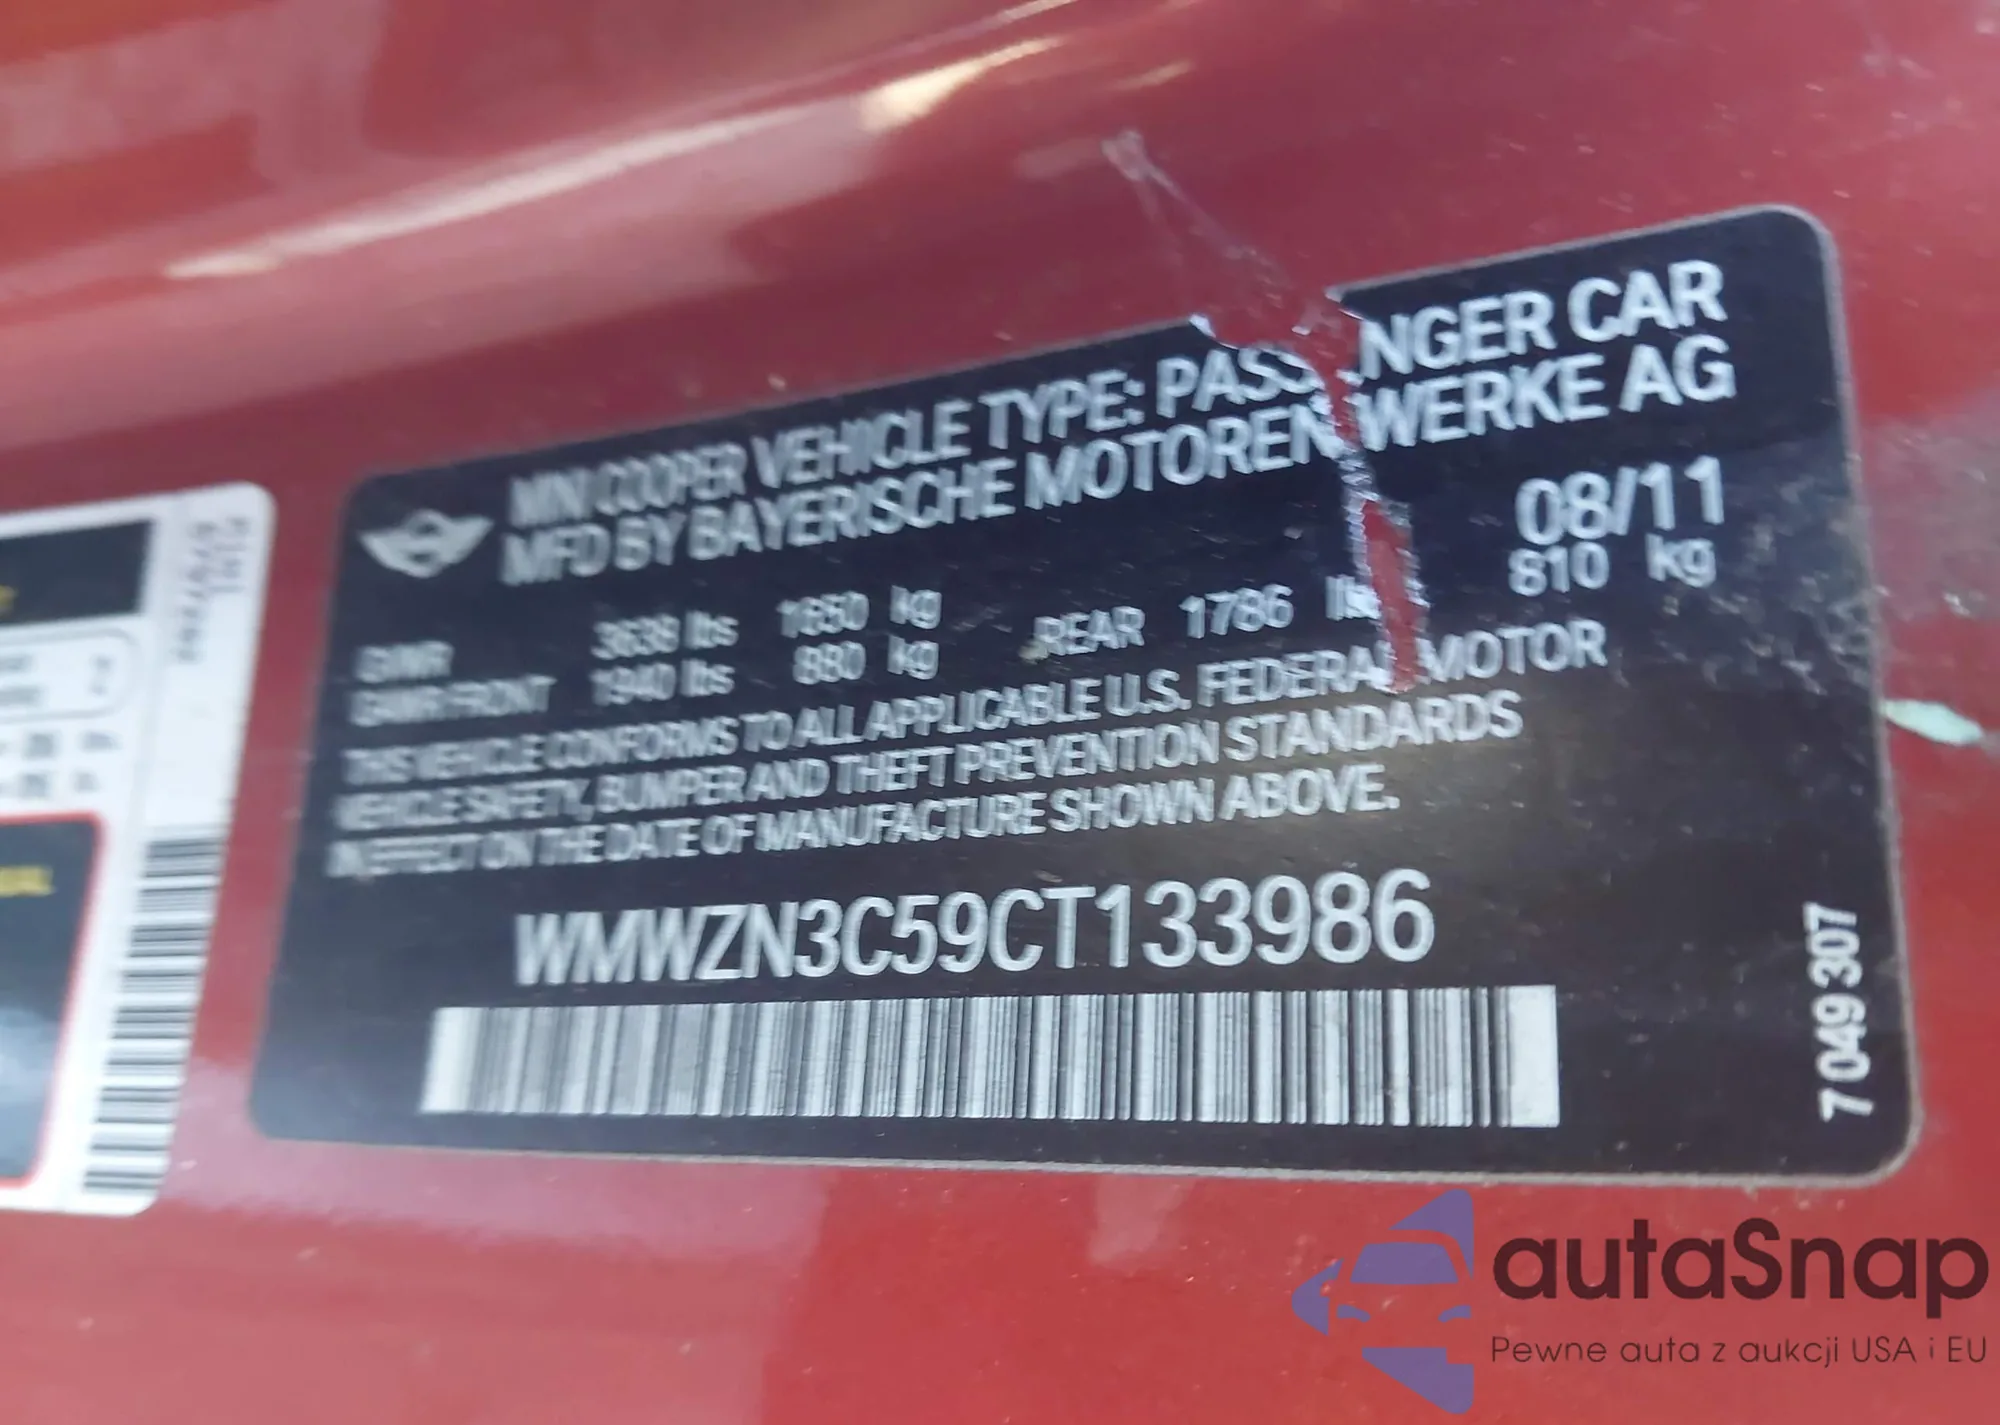 MINI COOPER VEHICLE TYPE: PASSENGER CAR
MFD BY BAYERISCHE MOTOREN WERKE AG
08/11
GVWR 3638 lbs 1650 kg
GAWR FRONT 1940 lbs 880 kg REAR 1786 lbs 810 kg
THIS VEHICLE CONFORMS TO ALL APPLICABLE U.S. FEDERAL MOTOR
VEHICLE SAFETY, BUMPER AND THEFT PREVENTION STANDARDS
IN EFFECT ON THE DATE OF MANUFACTURE SHOWN ABOVE.
WMWZN3C59CT133986
7 049 307
autaSnap
Pewne auta z aukcji USA i EU